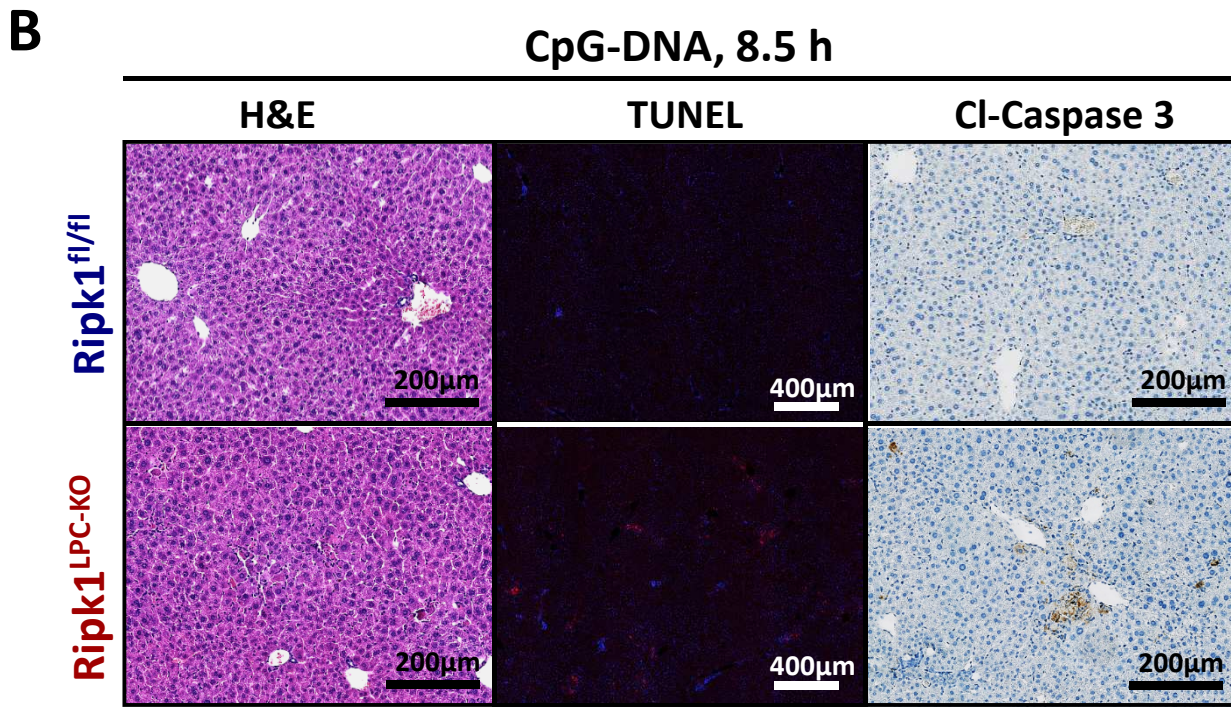 B
CpG-DNA, 8.5 h
H&E
TUNEL
Cl-Caspase 3
Ripk1fl/fl
200µm
400µm
200µm
Ripk1LPC-KO
200µm
400µm
200µm